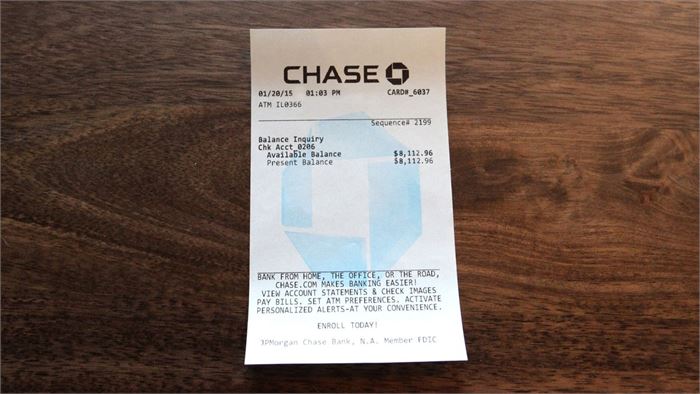 CHASE
01/20/15 01:03 PM CARD#_6037
ATM IL0366
Sequence# 2199
Balance Inquiry
Chk Acct_0206
Available Balance $8,112.96
Present Balance $8,112.96
BANK FROM HOME, THE OFFICE, OR THE ROAD,
CHASE.COM MAKES BANKING EASIER!
VIEW ACCOUNT STATEMENTS & CHECK IMAGES
PAY BILLS. SET ATM PREFERENCES. ACTIVATE
PERSONALIZED ALERTS-AT YOUR CONVENIENCE.
ENROLL TODAY!
JPMorgan Chase Bank, N.A. Member FDIC